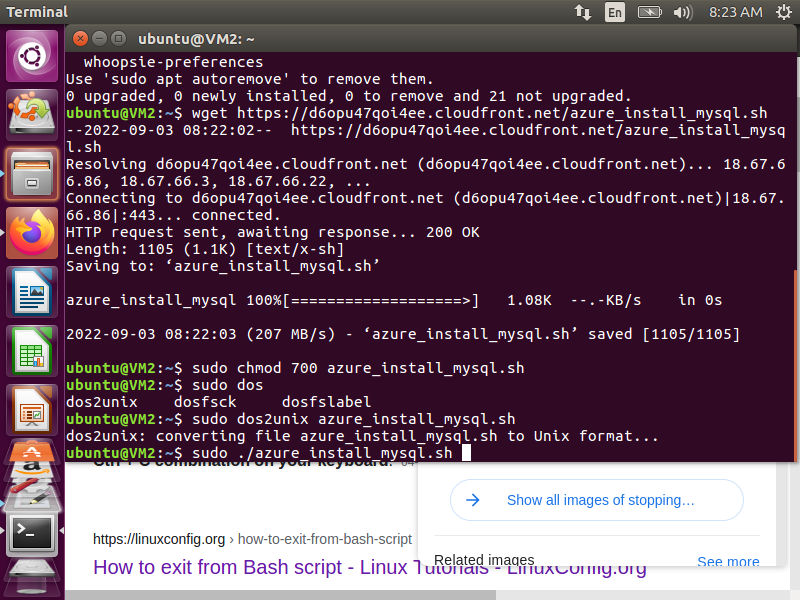 Terminal
En
8:23 AM
ubuntu@VM2: ~
whoopsie-preferences
Use 'sudo apt autoremove' to remove them.
0 upgraded, 0 newly installed, 0 to remove and 21 not upgraded.
ubuntu@VM2:~$ wget https://d6opu47qoi4ee.cloudfront.net/azure_install_mysql.sh
--2022-09-03 08:22:02--  https://d6opu47qoi4ee.cloudfront.net/azure_install_mysq
l.sh
Resolving d6opu47qoi4ee.cloudfront.net (d6opu47qoi4ee.cloudfront.net)... 18.67.6
6.86, 18.67.66.3, 18.67.66.22, ...
Connecting to d6opu47qoi4ee.cloudfront.net (d6opu47qoi4ee.cloudfront.net)|18.67.
66.86|:443... connected.
HTTP request sent, awaiting response... 200 OK
Length: 1105 (1.1K) [text/x-sh]
Saving to: ‘azure_install_mysql.sh’
azure_install_mysql 100%[===================>]   1.08K  --.-KB/s    in 0s
2022-09-03 08:22:03 (207 MB/s) - ‘azure_install_mysql.sh’ saved [1105/1105]
ubuntu@VM2:~$ sudo chmod 700 azure_install_mysql.sh
ubuntu@VM2:~$ sudo dos
dos2unix    dosfsck     dosfslabel
ubuntu@VM2:~$ sudo dos2unix azure_install_mysql.sh
dos2unix: converting file azure_install_mysql.sh to Unix format...
ubuntu@VM2:~$ sudo ./azure_install_mysql.sh
Ctrl + C combination on your keyboard.
Show all images of stopping…
https://linuxconfig.org › how-to-exit-from-bash-script
Related images
See more
How to exit from Bash script - Linux Tutorials - LinuxConfig.org